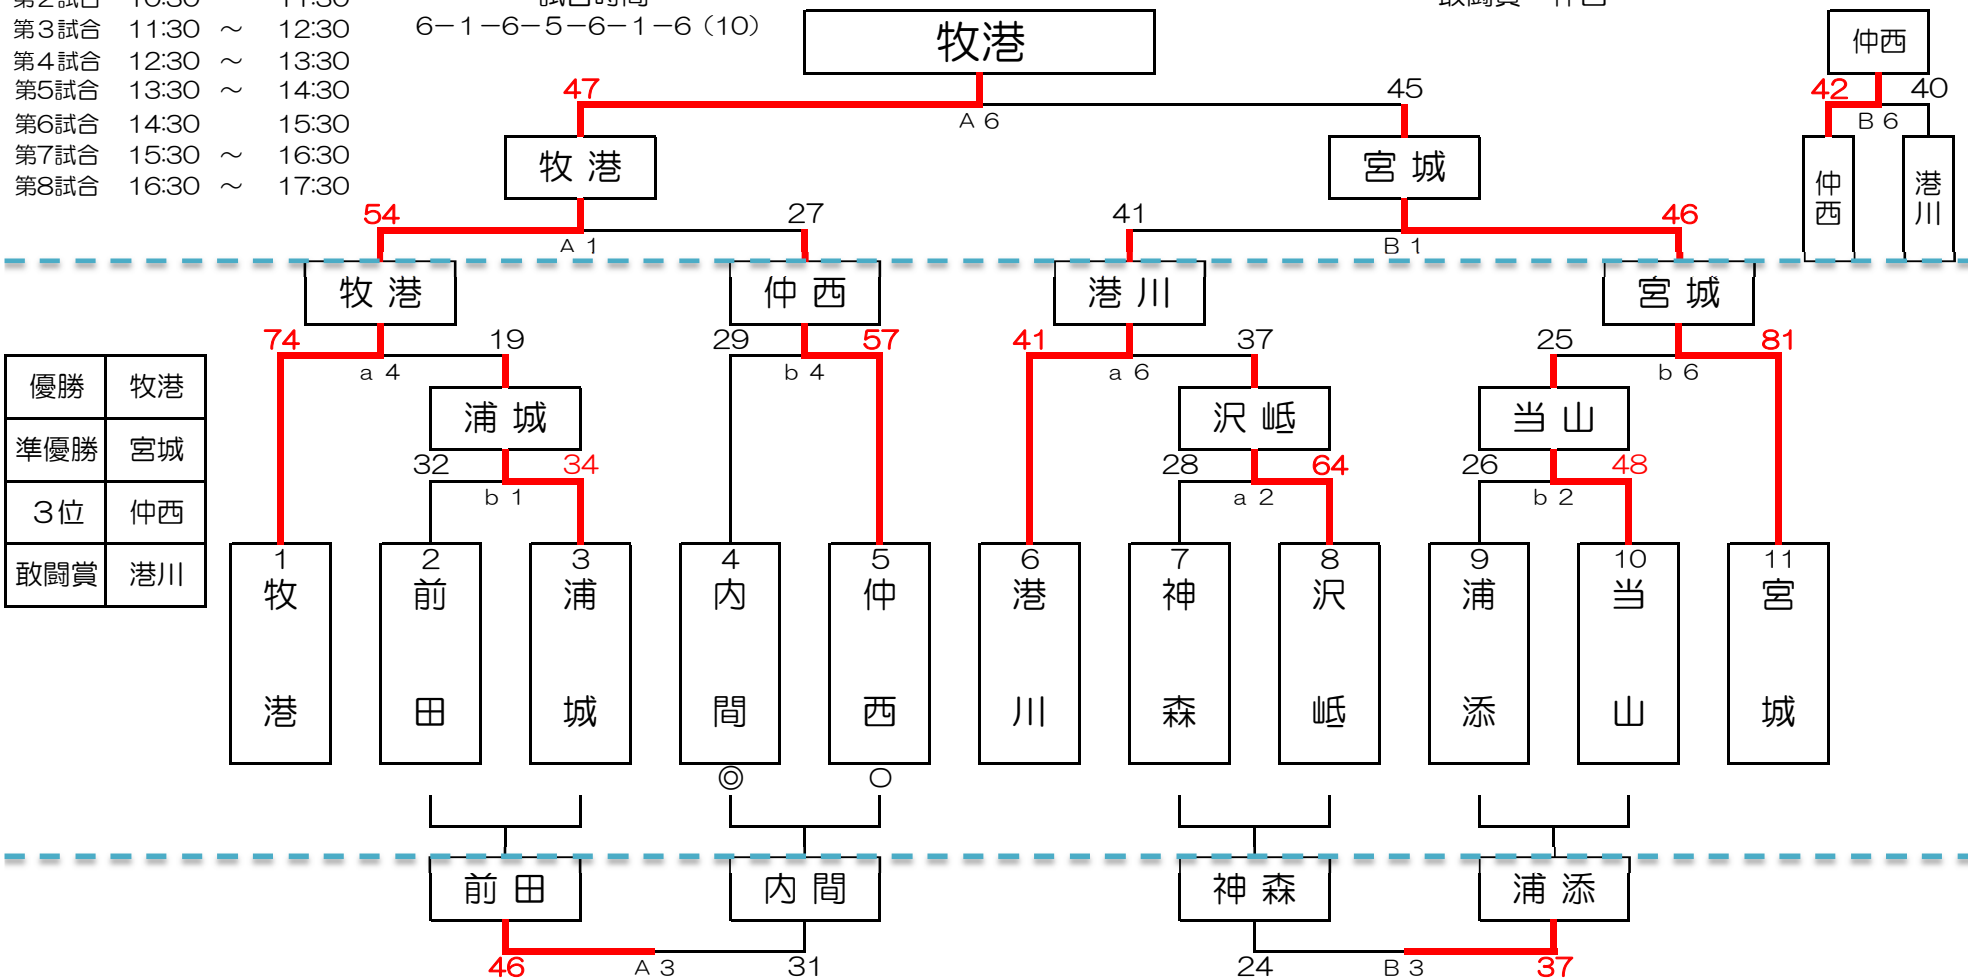 第3試合 11:30 ～ 12:30
6－1－6－5－6－1－6（10）
第4試合 12:30 ～ 13:30
第5試合 13:30 ～ 14:30
第6試合 14:30 15:30
第7試合 15:30 ～ 16:30
第8試合 16:30 ～ 17:30
牧港
仲西
47 45
A 6
42 40
B 6
牧港 宮城
仲西 港川
54 27 41 46
A 1 B 1
牧港 仲西 港川 宮城
74 19 29 57 41 37 25 81
a 4 b 4 a 6 b 6
優勝 牧港
準優勝 宮城
3位 仲西
敢闘賞 港川
浦城 沢岻 当山
32 34 28 64 26 48
b 1 a 2 b 2
1 2 3 4 5 6 7 8 9 10 11
牧港 前田 浦城 内間 仲西 港川 神森 沢岻 浦添 当山 宮城
◎ ○
前田 内間 神森 浦添
46 A 3 31 24 B 3 37